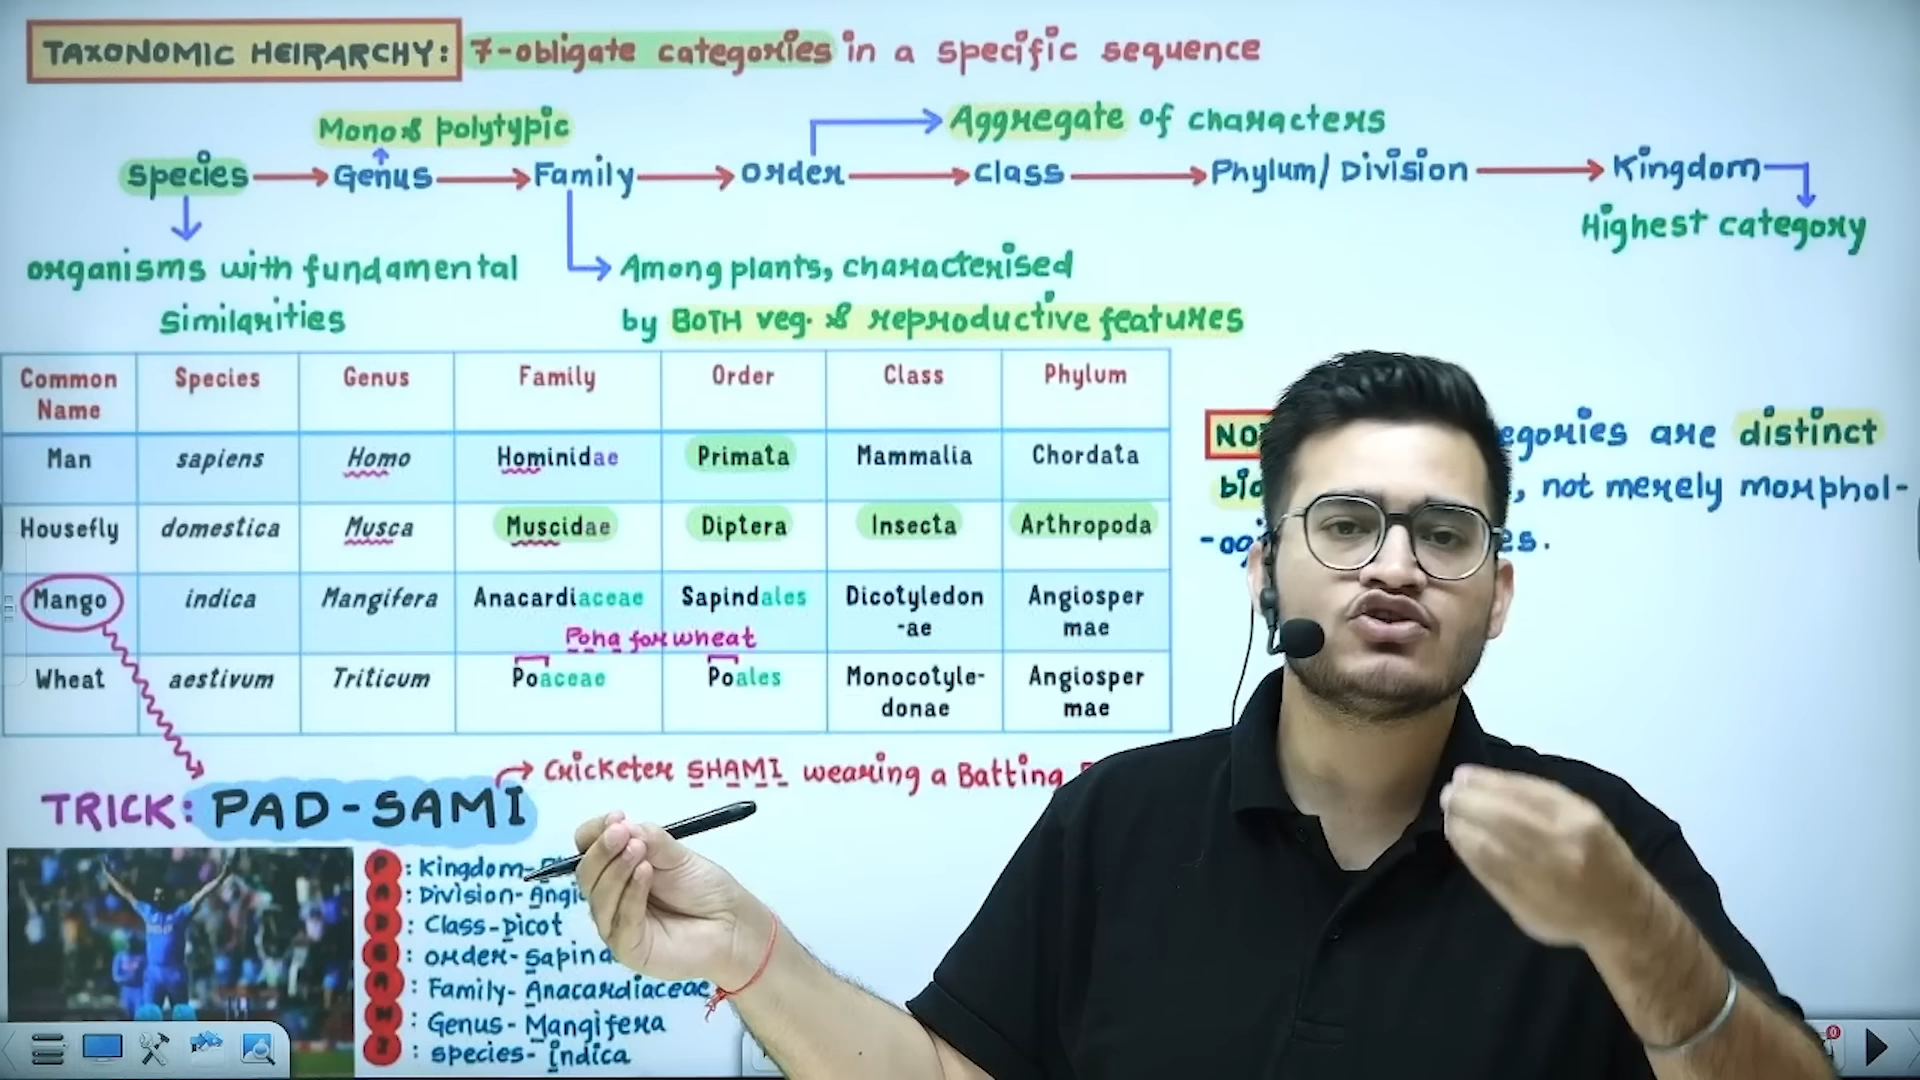 TAXONOMIC HEIRARCHY: 7-obligate categories in a specific sequence
Mono & polytypic
Aggregate of characters
Species Genus Family Order Class Phylum/Division Kingdom
Highest category
organisms with fundamental
Similarities
Among plants, characterised
by BOTH veg. & reproductive features
Common Name Species Genus Family Order Class Phylum
Man sapiens Homo Hominidae Primata Mammalia Chordata
Housefly domestica Musca Muscidae Diptera Insecta Arthropoda
Mango indica Mangifera Anacardiaceae Sapindales Dicotyledon
-ae Angiosper
mae
Poha for wheat
Wheat aestivum Triticum Poaceae Poales Monocotyle-
donae Angiosper
mae
are distinct
, not merely morphol-
Cricketer SHAMI wearing a Batting
TRICK: PAD-SAMI
P : Kingdom-
A : Division-
D : Class-Dicot
S : order-
A : Family- Anacardiaceae
M : Genus- Mangifera
I : species- indica